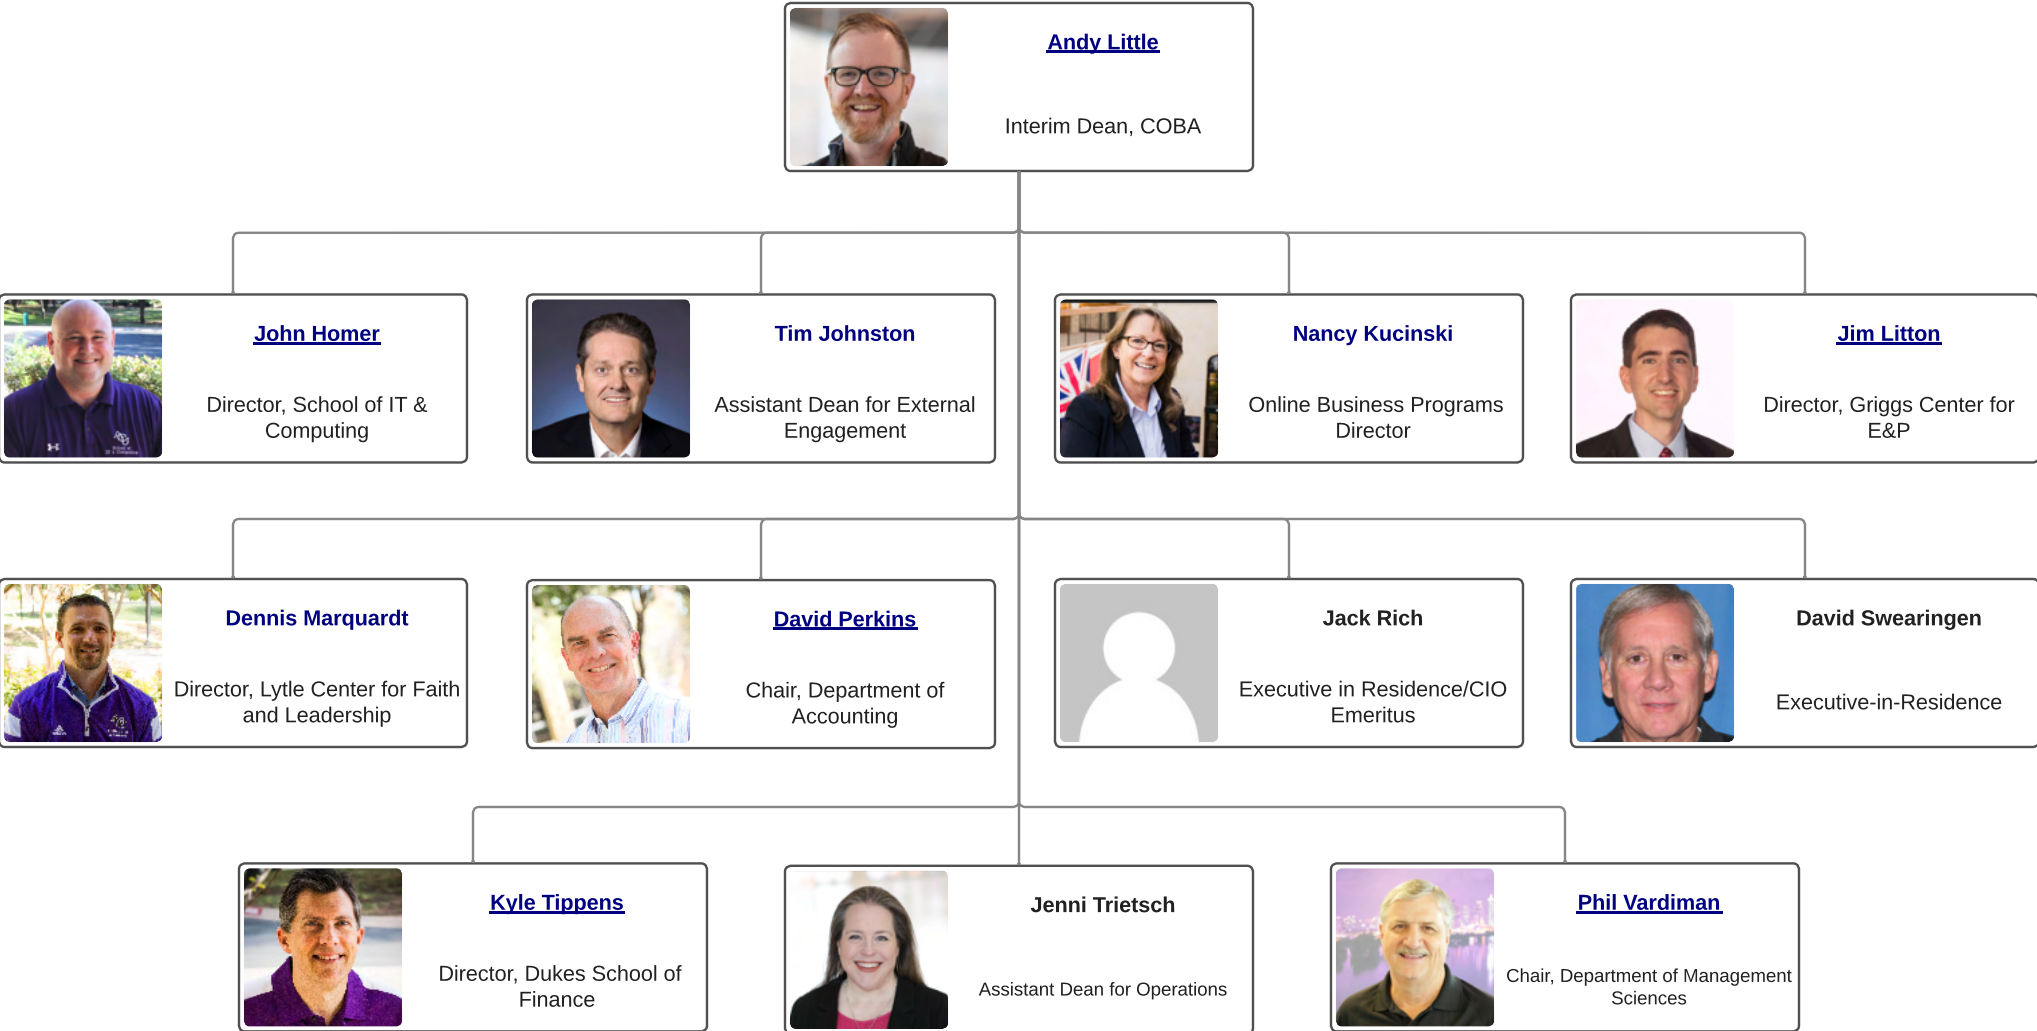 Andy Little
Interim Dean, COBA
John Homer
Director, School of IT &
Computing
Tim Johnston
Assistant Dean for External
Engagement
Nancy Kucinski
Online Business Programs
Director
Jim Litton
Director, Griggs Center for
E&P
Dennis Marquardt
Director, Lytle Center for Faith
and Leadership
David Perkins
Chair, Department of
Accounting
Jack Rich
Executive in Residence/CIO
Emeritus
David Swearingen
Executive-in-Residence
Kyle Tippens
Director, Dukes School of
Finance
Jenni Trietsch
Assistant Dean for Operations
Phil Vardiman
Chair, Department of Management
Sciences